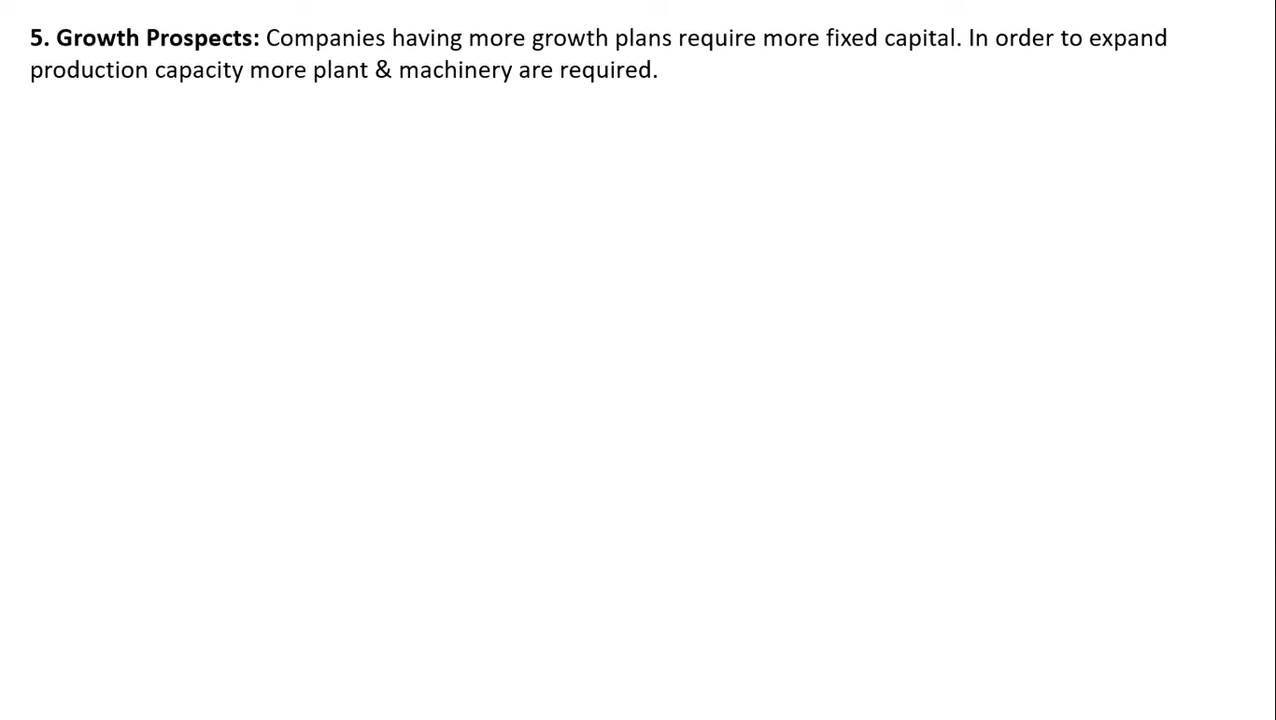 5. Growth Prospects: Companies having more growth plans require more fixed capital. In order to expand
production capacity more plant & machinery are required.